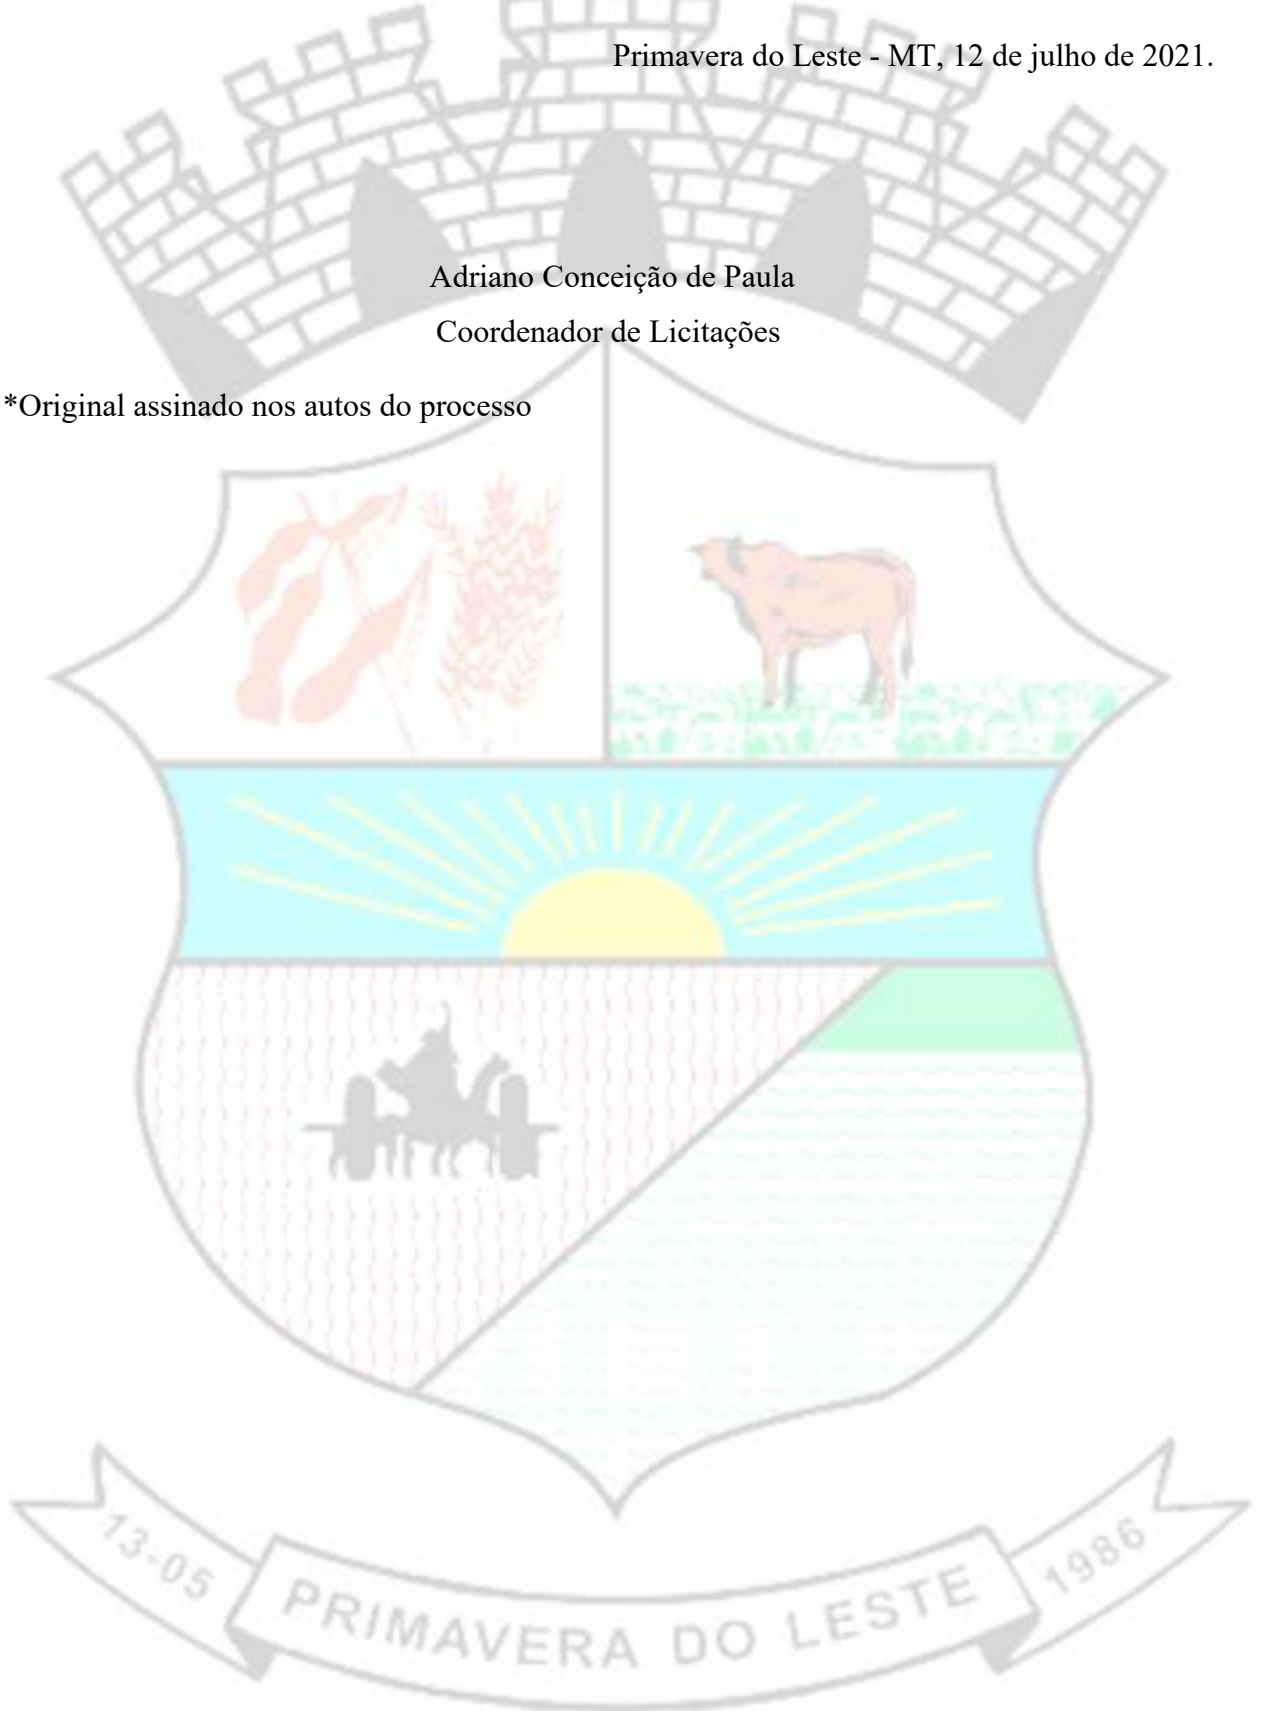 Primavera do Leste - MT, 12 de julho de 2021.
Adriano Conceição de Paula
Coordenador de Licitações
*Original assinado nos autos do processo
13-05
PRIMAVERA DO LESTE
1986